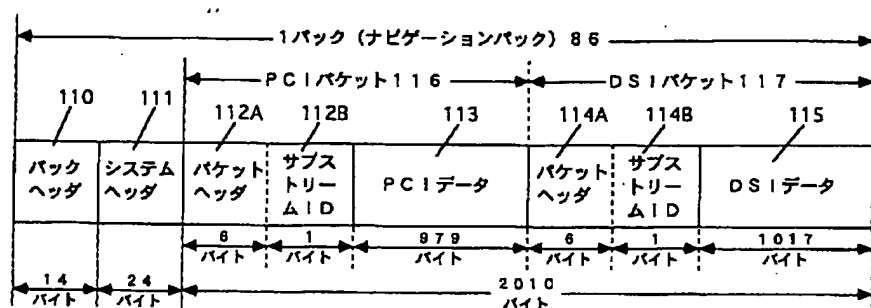 1パック (ナビゲーションパック) 86
PCIパケット116
DSIパケット117
110
111
112A
112B
113
114A
114B
115
パック
ヘッダ
システム
ヘッダ
パケット
ヘッダ
サブス
トリー
ムID
PCIデータ
パケット
ヘッダ
サブス
トリー
ムID
DSIデータ
6
バイト
1
バイト
979
バイト
6
バイト
1
バイト
1017
バイト
14
バイト
24
バイト
2010
バイト